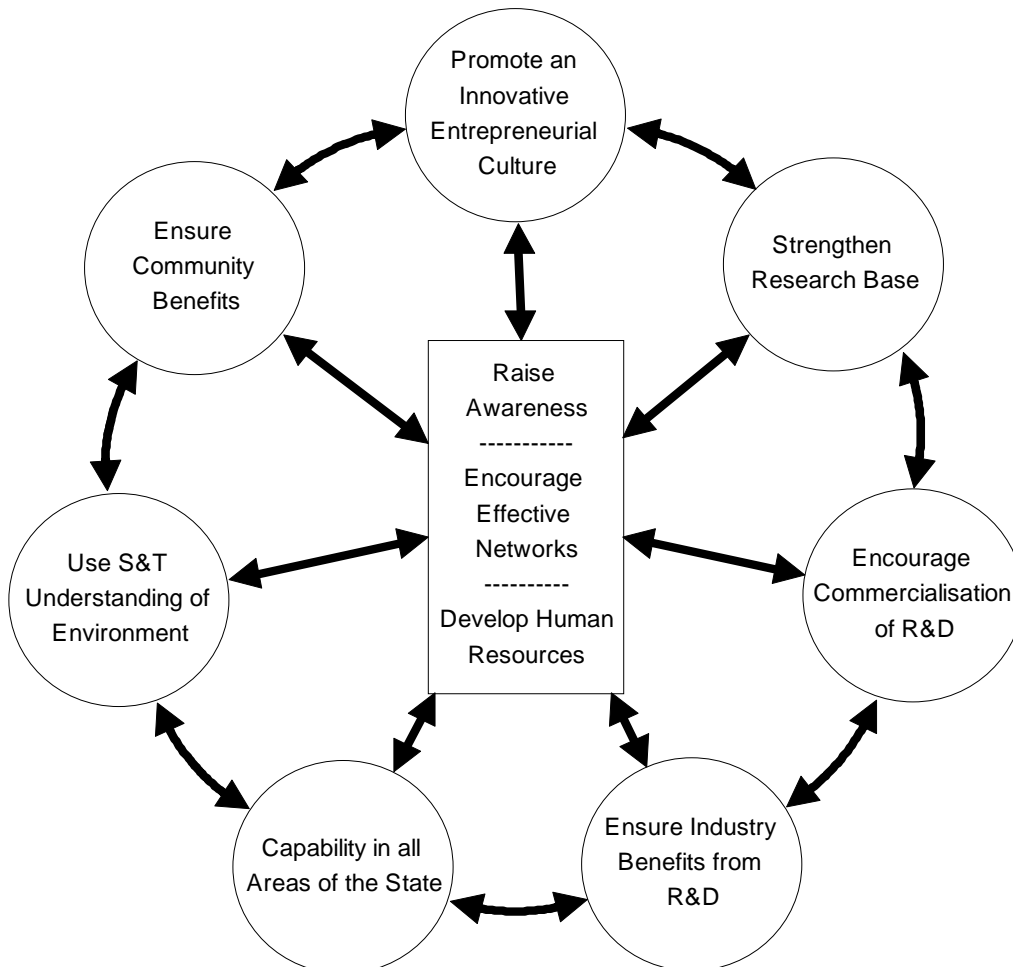 Promote an
Innovative
Entrepreneurial
Culture
Ensure
Community
Benefits
Strengthen
Research Base
Raise
Awareness
-----------
Encourage
Effective
Networks
----------
Develop Human
Resources
Use S&T
Understanding of
Environment
Encourage
Commercialisation
of R&D
Capability in all
Areas of the State
Ensure Industry
Benefits from
R&D